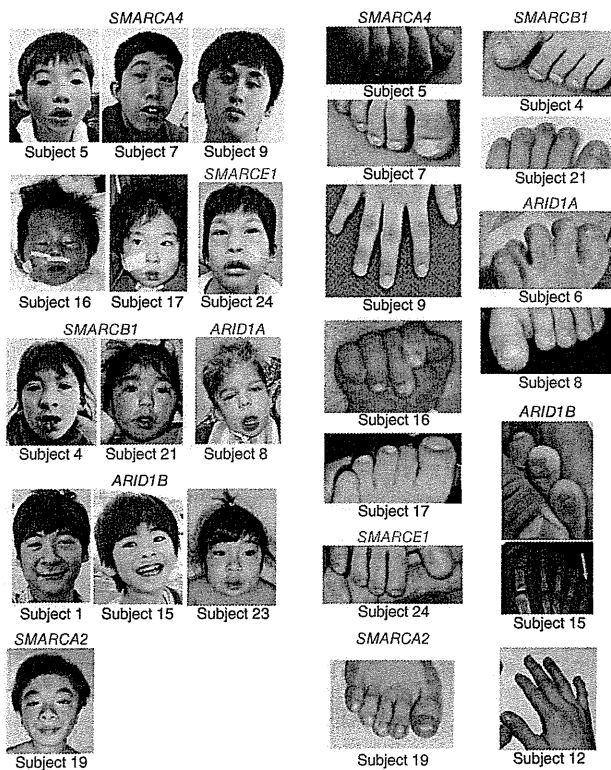 SMARCA4
Subject 5
Subject 7
Subject 9
Subject 16
Subject 17
SMARCE1
Subject 24
SMARCB1
Subject 4
Subject 21
ARID1A
Subject 8
ARID1B
Subject 1
Subject 15
Subject 23
SMARCA2
Subject 19
SMARCA4
Subject 5
Subject 7
Subject 9
Subject 16
Subject 17
SMARCE1
Subject 24
SMARCA2
Subject 19
SMARCB1
Subject 4
Subject 21
ARID1A
Subject 6
Subject 8
ARID1B
Subject 15
Subject 12